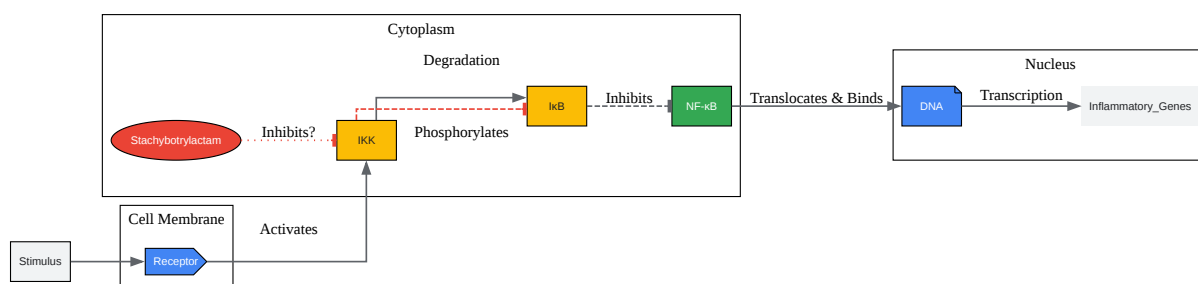 Cytoplasm
Degradation
Nucleus
IκB
Inhibits
NF-κB
Translocates & Binds
DNA
Transcription
Inflammatory_Genes
Stachybotrylactam
Inhibits?
IKK
Phosphorylates
Cell Membrane
Activates
Stimulus
Receptor